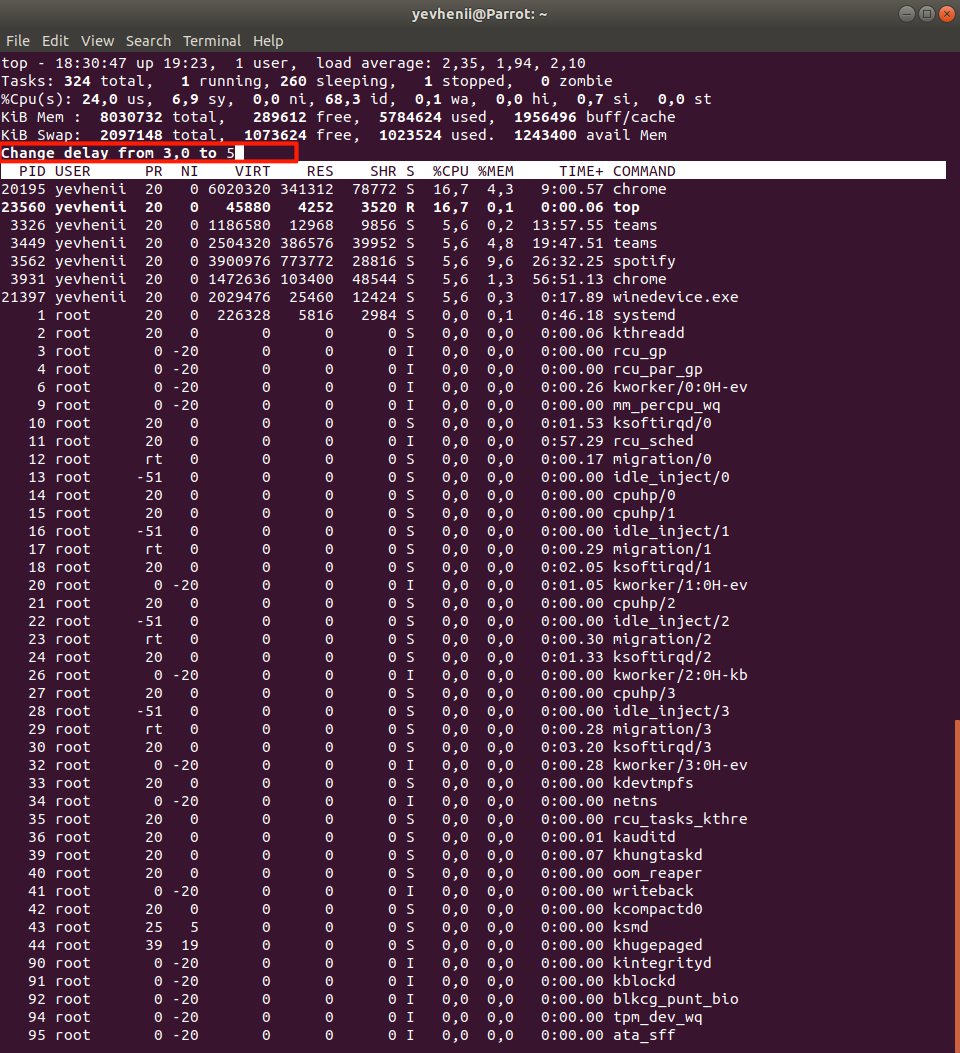 yevhenii@Parrot: ~
File Edit View Search Terminal Help
top - 18:30:47 up 19:23,  1 user,  load average: 2,35, 1,94, 2,10
Tasks: 324 total,   1 running, 260 sleeping,   1 stopped,   0 zombie
%Cpu(s): 24,0 us,  6,9 sy,  0,0 ni, 68,3 id,  0,1 wa,  0,0 hi,  0,7 si,  0,0 st
KiB Mem :  8030732 total,   289612 free,  5784624 used,  1956496 buff/cache
KiB Swap:  2097148 total,  1073624 free,  1023524 used.  1243400 avail Mem
Change delay from 3,0 to 5
PID USER PR NI VIRT RES SHR S %CPU %MEM TIME+ COMMAND
20195 yevhenii 20 0 6020320 341312 78772 S 16,7 4,3 9:00.57 chrome
23560 yevhenii 20 0 45880 4252 3520 R 16,7 0,1 0:00.06 top
3326 yevhenii 20 0 1186580 12968 9856 S 5,6 0,2 13:57.55 teams
3449 yevhenii 20 0 2504320 386576 39952 S 5,6 4,8 19:47.51 teams
3562 yevhenii 20 0 3900976 773772 28816 S 5,6 9,6 26:32.25 spotify
3931 yevhenii 20 0 1472636 103400 48544 S 5,6 1,3 56:51.13 chrome
21397 yevhenii 20 0 2029476 25460 12424 S 5,6 0,3 0:17.89 winedevice.exe
1 root 20 0 226328 5816 2984 S 0,0 0,1 0:46.18 systemd
2 root 20 0 0 0 0 S 0,0 0,0 0:00.06 kthreadd
3 root 0 -20 0 0 0 I 0,0 0,0 0:00.00 rcu_gp
4 root 0 -20 0 0 0 I 0,0 0,0 0:00.00 rcu_par_gp
6 root 0 -20 0 0 0 I 0,0 0,0 0:00.26 kworker/0:0H-ev
9 root 0 -20 0 0 0 I 0,0 0,0 0:00.00 mm_percpu_wq
10 root 20 0 0 0 0 S 0,0 0,0 0:01.53 ksoftirqd/0
11 root 20 0 0 0 0 I 0,0 0,0 0:57.29 rcu_sched
12 root rt 0 0 0 0 S 0,0 0,0 0:00.17 migration/0
13 root -51 0 0 0 0 S 0,0 0,0 0:00.00 idle_inject/0
14 root 20 0 0 0 0 S 0,0 0,0 0:00.00 cpuhp/0
15 root 20 0 0 0 0 S 0,0 0,0 0:00.00 cpuhp/1
16 root -51 0 0 0 0 S 0,0 0,0 0:00.00 idle_inject/1
17 root rt 0 0 0 0 S 0,0 0,0 0:00.29 migration/1
18 root 20 0 0 0 0 S 0,0 0,0 0:02.05 ksoftirqd/1
20 root 0 -20 0 0 0 I 0,0 0,0 0:01.05 kworker/1:0H-ev
21 root 20 0 0 0 0 S 0,0 0,0 0:00.00 cpuhp/2
22 root -51 0 0 0 0 S 0,0 0,0 0:00.00 idle_inject/2
23 root rt 0 0 0 0 S 0,0 0,0 0:00.30 migration/2
24 root 20 0 0 0 0 S 0,0 0,0 0:01.33 ksoftirqd/2
26 root 0 -20 0 0 0 I 0,0 0,0 0:00.00 kworker/2:0H-kb
27 root 20 0 0 0 0 S 0,0 0,0 0:00.00 cpuhp/3
28 root -51 0 0 0 0 S 0,0 0,0 0:00.00 idle_inject/3
29 root rt 0 0 0 0 S 0,0 0,0 0:00.28 migration/3
30 root 20 0 0 0 0 S 0,0 0,0 0:03.20 ksoftirqd/3
32 root 0 -20 0 0 0 I 0,0 0,0 0:00.28 kworker/3:0H-ev
33 root 20 0 0 0 0 S 0,0 0,0 0:00.00 kdevtmpfs
34 root 0 -20 0 0 0 I 0,0 0,0 0:00.00 netns
35 root 20 0 0 0 0 S 0,0 0,0 0:00.00 rcu_tasks_kthre
36 root 20 0 0 0 0 S 0,0 0,0 0:00.01 kauditd
39 root 20 0 0 0 0 S 0,0 0,0 0:00.07 khungtaskd
40 root 20 0 0 0 0 S 0,0 0,0 0:00.00 oom_reaper
41 root 0 -20 0 0 0 I 0,0 0,0 0:00.00 writeback
42 root 20 0 0 0 0 S 0,0 0,0 0:00.00 kcompactd0
43 root 25 5 0 0 0 S 0,0 0,0 0:00.00 ksmd
44 root 39 19 0 0 0 S 0,0 0,0 0:00.00 khugepaged
90 root 0 -20 0 0 0 I 0,0 0,0 0:00.00 kintegrityd
91 root 0 -20 0 0 0 I 0,0 0,0 0:00.00 kblockd
92 root 0 -20 0 0 0 I 0,0 0,0 0:00.00 blkcg_punt_bio
94 root 0 -20 0 0 0 I 0,0 0,0 0:00.00 tpm_dev_wq
95 root 0 -20 0 0 0 I 0,0 0,0 0:00.00 ata_sff